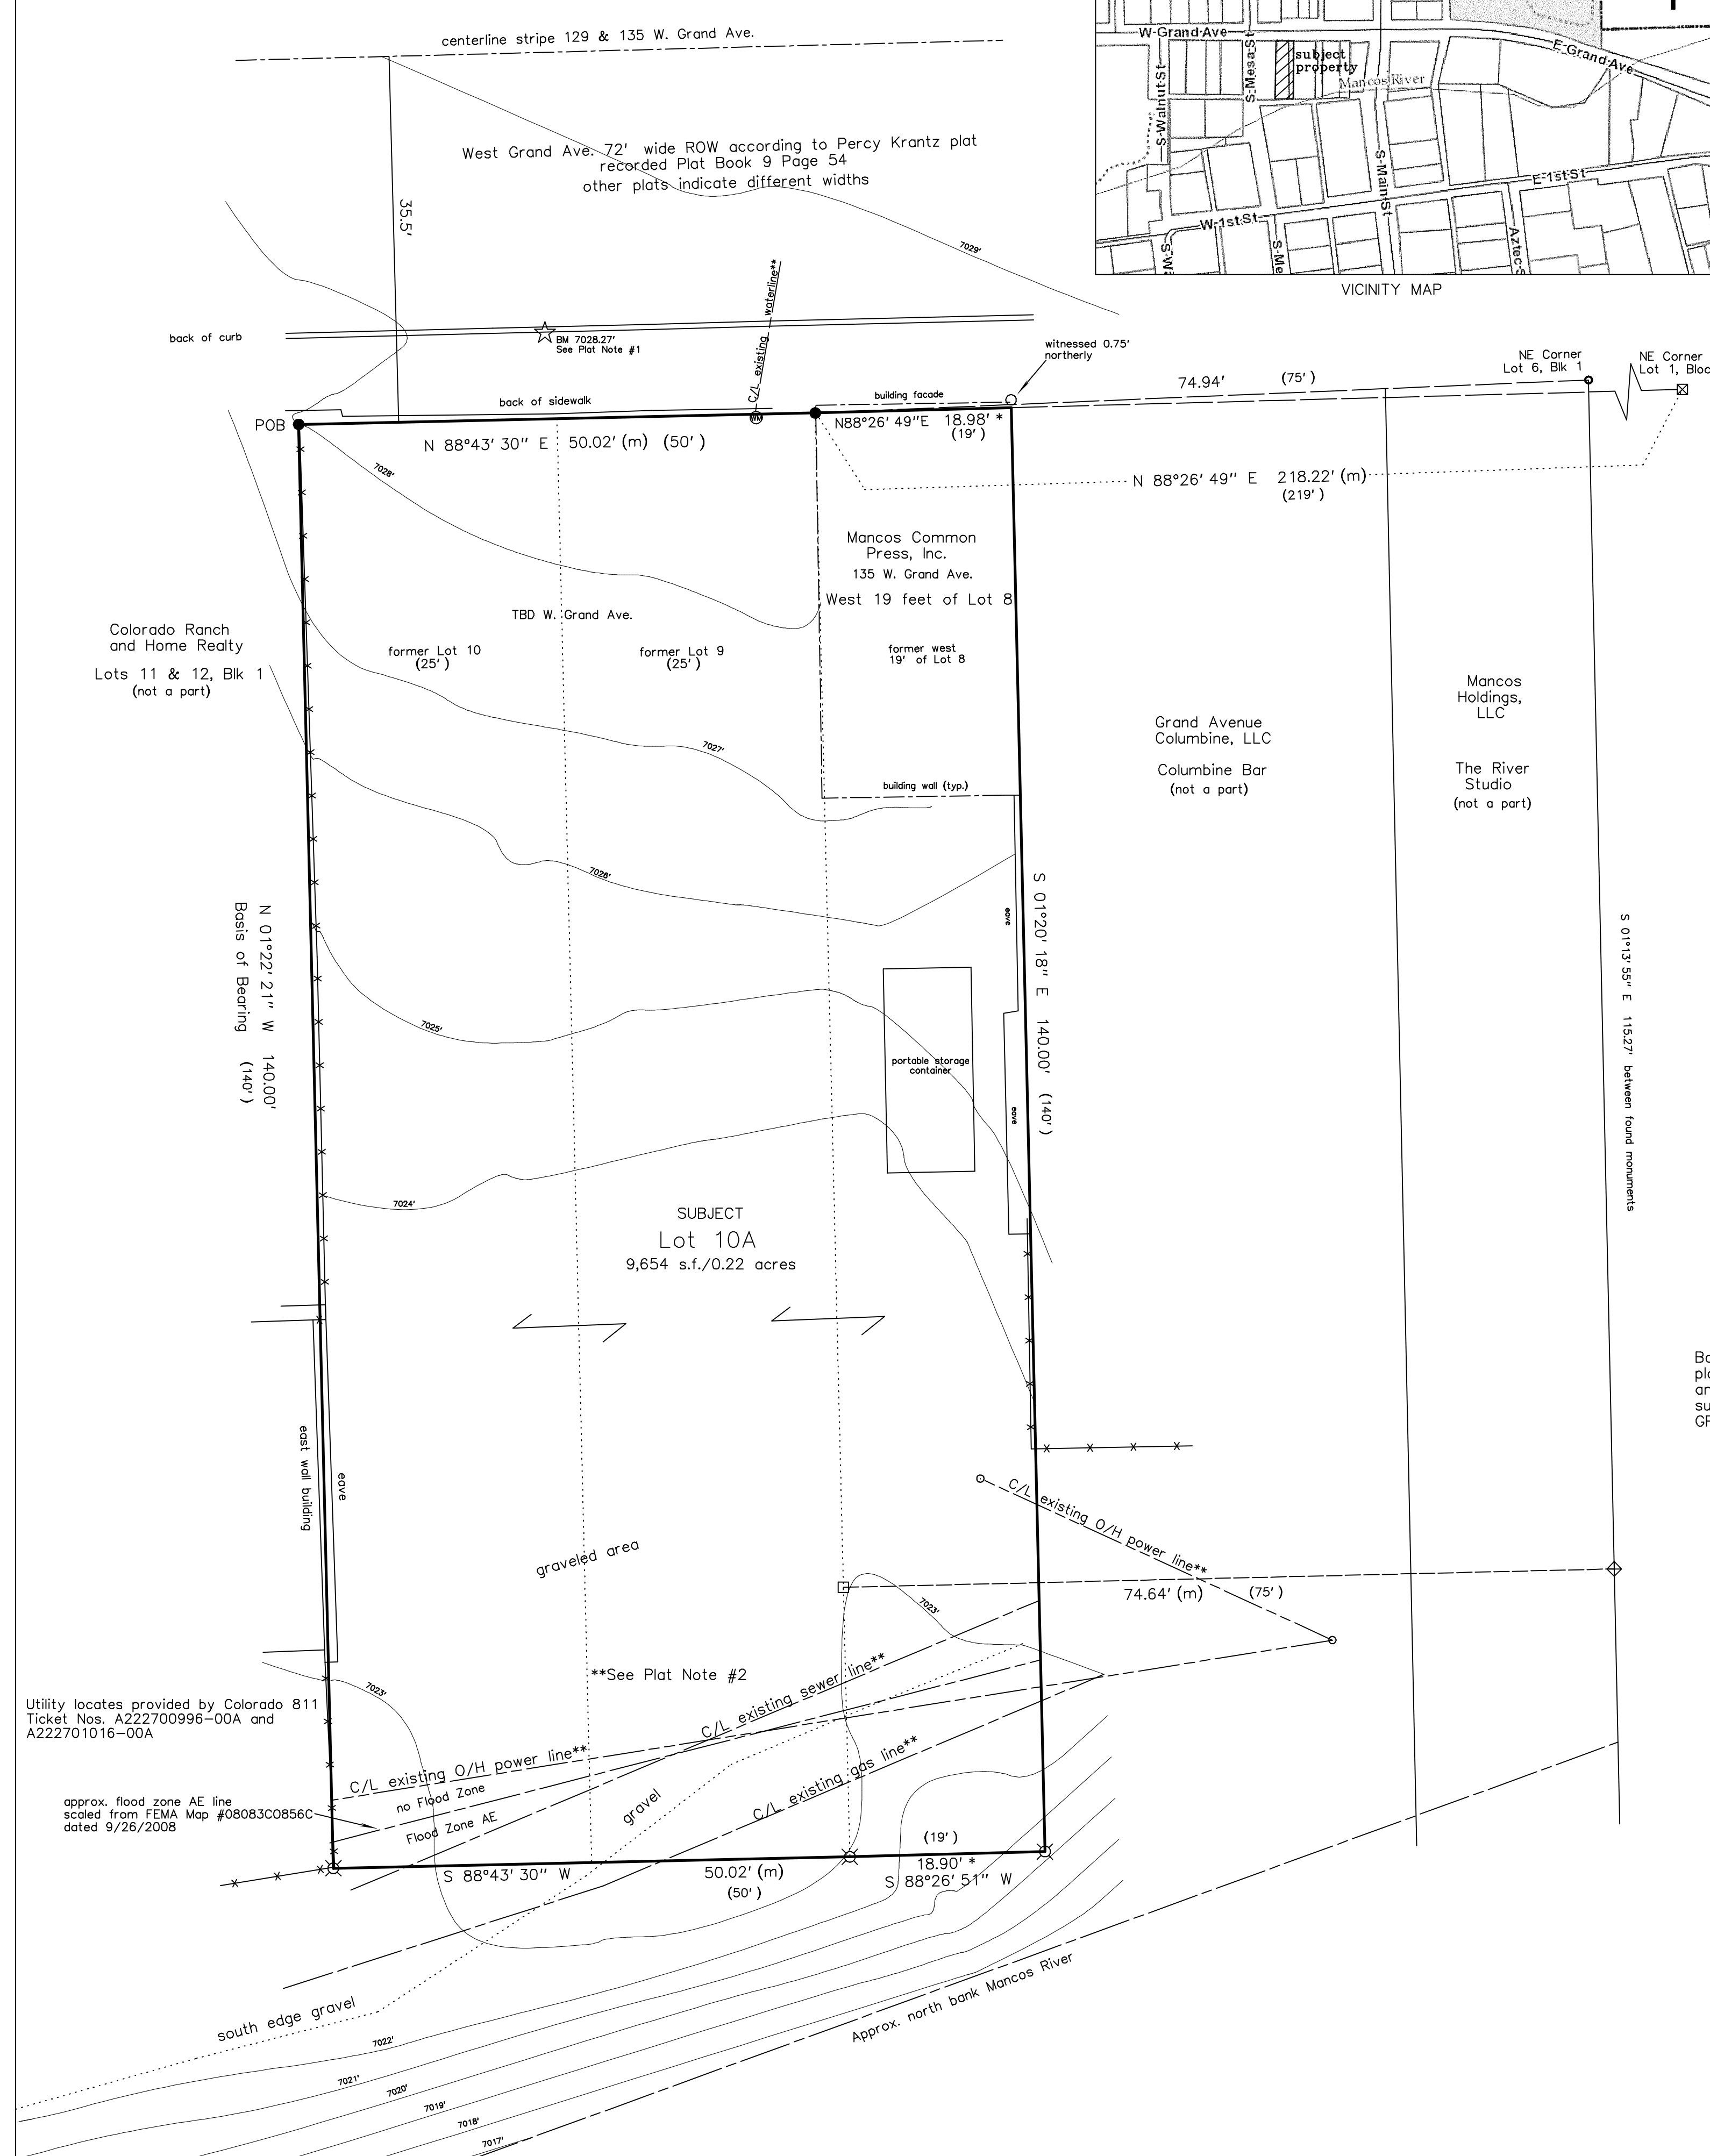 centerline stripe 129 & 135 W. Grand Ave.
West Grand Ave. 72' wide ROW according to Percy Krantz plat
recorded Plat Book 9 Page 54
other plats indicate different widths
35.5'
7029'
W Grand Ave
E Grand Ave
S Walnut St
S Mesa St
subject
property
Mancos River
S Main St
E 1st St
W 1st St
S Me
Aztec S
VICINITY MAP
back of curb
BM 7028.27'
See Plat Note #1
C/L existing waterline**
witnessed 0.75'
northerly
NE Corner
Lot 6, Blk 1
NE Corner
Lot 1, Bloc
74.94' (75')
back of sidewalk
building facade
POB
WM
N 88°43' 30" E 50.02' (m) (50')
N88°26' 49"E 18.98' *
(19')
N 88°26' 49" E 218.22' (m)
(219')
7028'
Mancos Common
Press, Inc.
135 W. Grand Ave.
West 19 feet of Lot 8
TBD W. Grand Ave.
Colorado Ranch
and Home Realty
Lots 11 & 12, Blk 1
(not a part)
former Lot 10
(25')
former Lot 9
(25')
former west
19' of Lot 8
Mancos
Holdings,
LLC
Grand Avenue
Columbine, LLC
Columbine Bar
(not a part)
The River
Studio
(not a part)
7027'
building wall (typ.)
7026'
eave
N 01°22' 21" W 140.00'
Basis of Bearing (140')
S 01°20' 18" E 140.00' (140')
S 01°13' 55" E 115.27' between found monuments
7025'
portable storage
container
eave
7024'
SUBJECT
Lot 10A
9,654 s.f./0.22 acres
east wall building
eave
graveled area
C/L existing O/H power line**
74.64' (m) (75')
7023'
**See Plat Note #2
C/L existing sewer line**
7023'
Utility locates provided by Colorado 811
Ticket Nos. A222700996-00A and
A222701016-00A
C/L existing O/H power line**
C/L existing gas line**
no Flood Zone
Flood Zone AE
gravel
approx. flood zone AE line
scaled from FEMA Map #08083C0856C
dated 9/26/2008
(19')
S 88°43' 30" W 50.02' (m)
(50')
18.90' *
S 88°26' 51" W
south edge gravel
Approx. north bank Mancos River
7022'
7021'
7020'
7019'
7018'
7017'